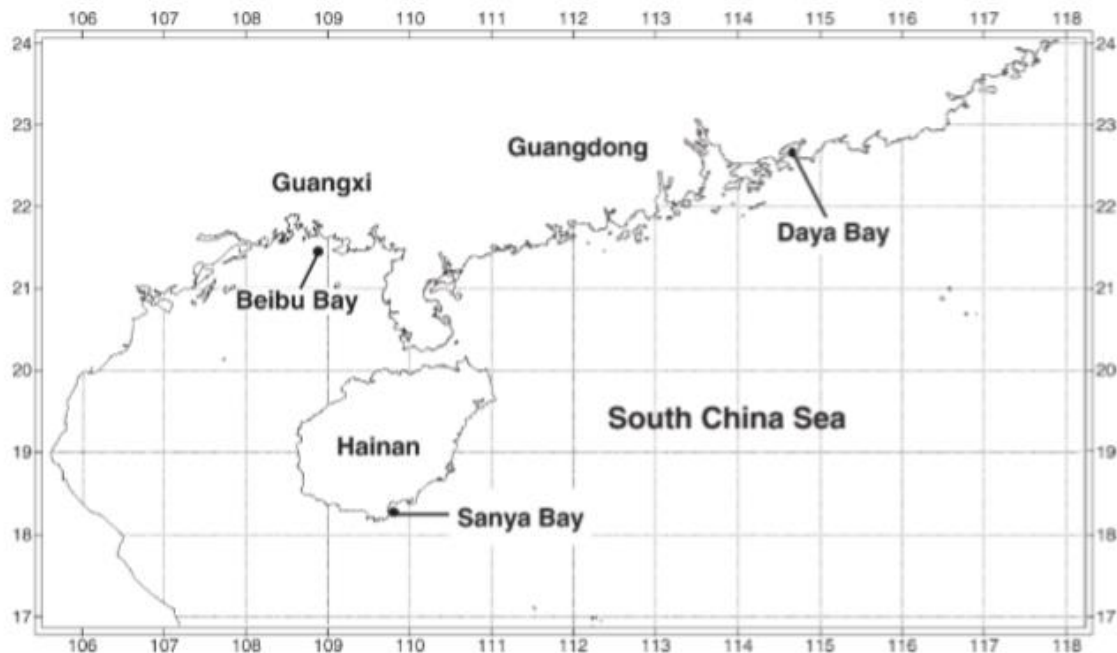 106 107 108 109 110 111 112 113 114 115 116 117 118
24 24
23 23
Guangdong
Guangxi
22 22
Daya Bay
21 21
Beibu Bay
20 20
South China Sea
19 19
Hainan
Sanya Bay
18 18
17 17
106 107 108 109 110 111 112 113 114 115 116 117 118